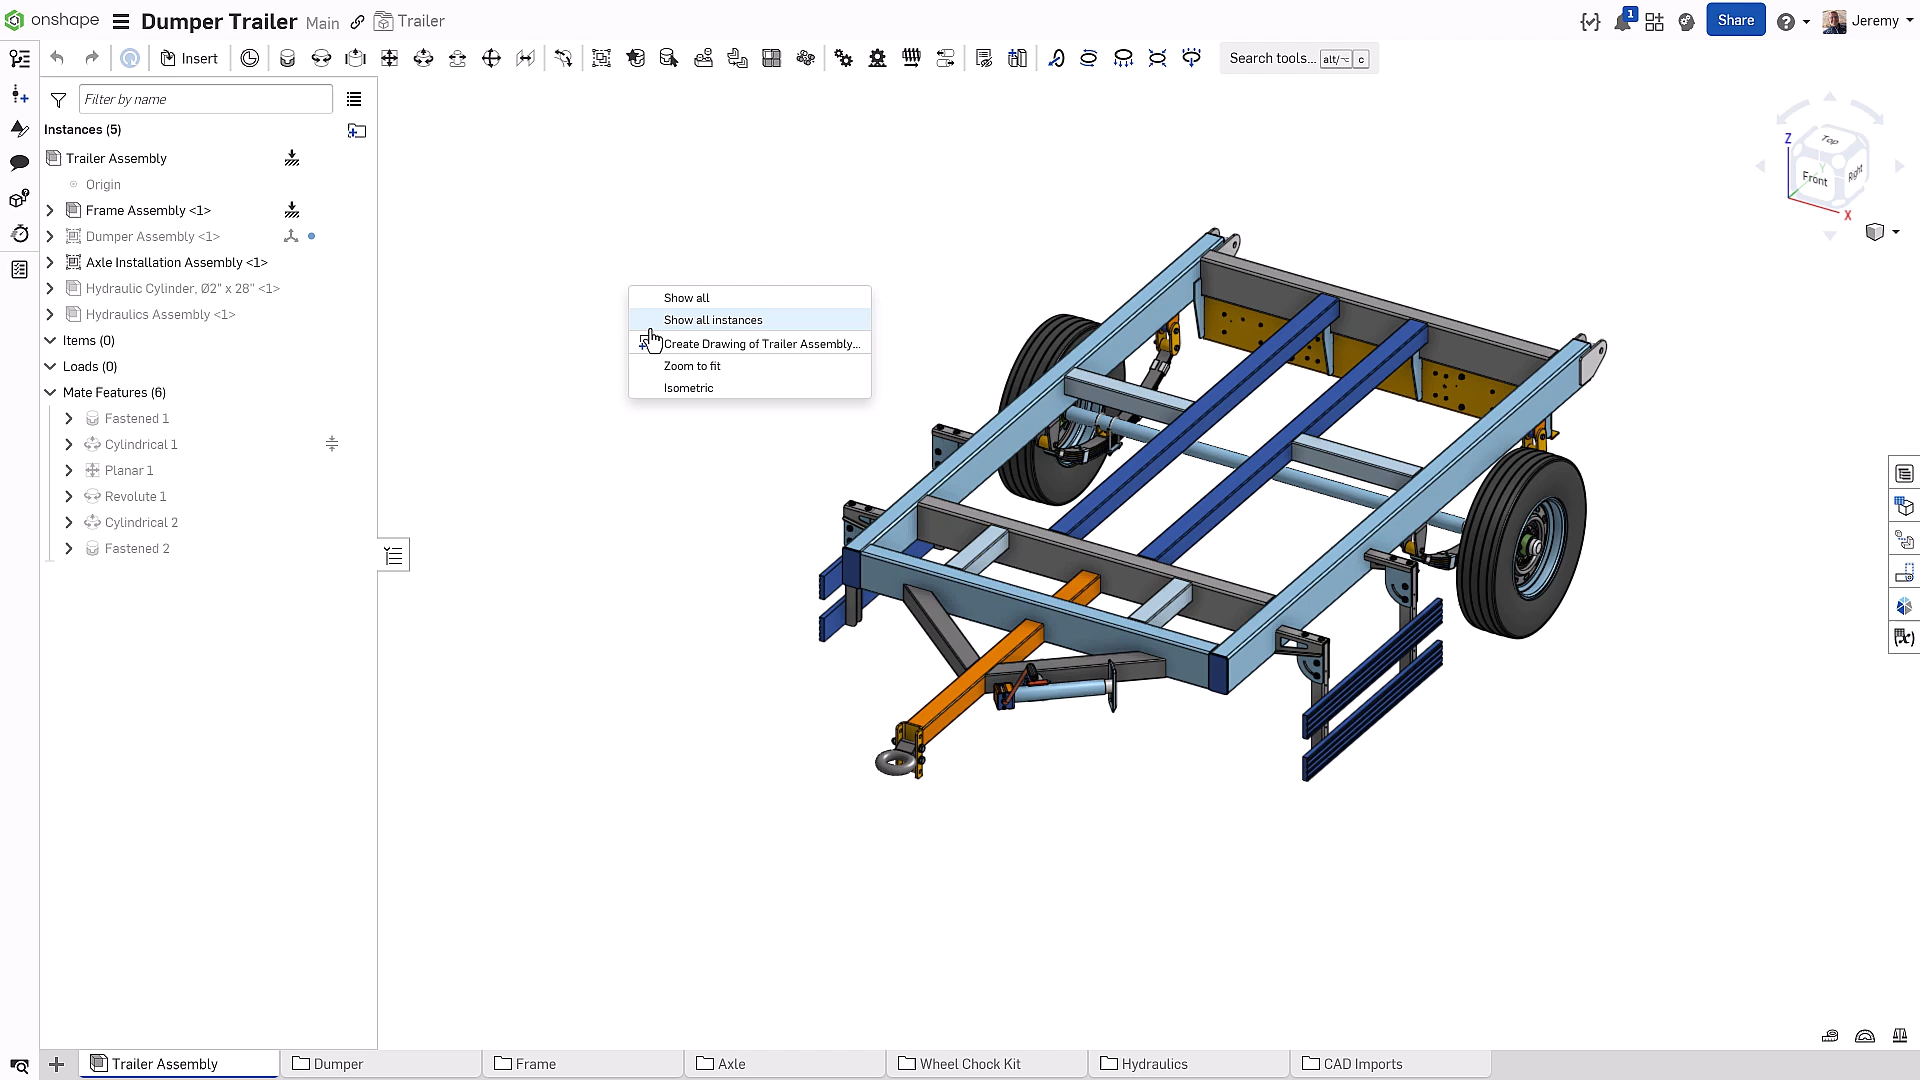 onshape Dumper Trailer Main Trailer 1 Share Jeremy
Insert Search tools... alt/⌥ c
Filter by name
Instances (5)
Trailer Assembly
Origin
Frame Assembly <1>
Dumper Assembly <1>
Axle Installation Assembly <1>
Hydraulic Cylinder, Ø2" x 28" <1>
Hydraulics Assembly <1>
Items (0)
Loads (0)
Mate Features (6)
Fastened 1
Cylindrical 1
Planar 1
Revolute 1
Cylindrical 2
Fastened 2
Show all
Show all instances
Create Drawing of Trailer Assembly...
Zoom to fit
Isometric
Z
Top
Y
Front
Right
X
(x)
Trailer Assembly Dumper Frame Axle Wheel Chock Kit Hydraulics CAD Imports